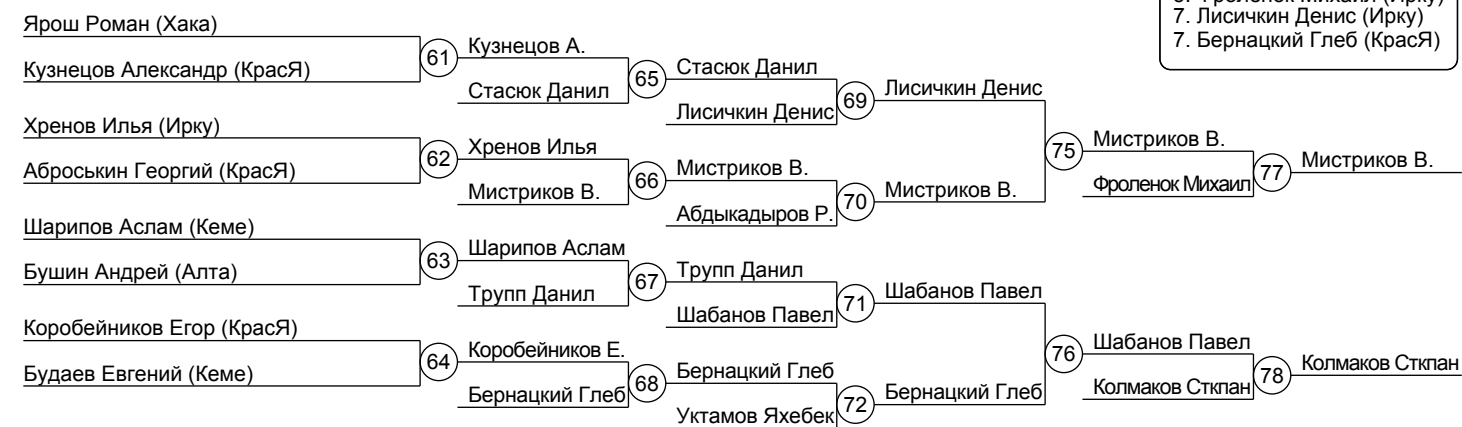 Ярош Роман (Хака)
Кузнецов Александр (КрасЯ)
61
Кузнецов А.
Стасюк Данил
65
Стасюк Данил
Лисичкин Денис
69
Лисичкин Денис
Хренов Илья (Ирку)
Аброськин Георгий (КрасЯ)
62
Хренов Илья
Мистриков В.
66
Мистриков В.
Абдыкадыров Р.
70
Мистриков В.
75
Мистриков В.
Фроленок Михаил
77
Мистриков В.
Шарипов Аслам (Кеме)
Бушин Андрей (Алта)
63
Шарипов Аслам
Трупп Данил
67
Трупп Данил
Шабанов Павел
71
Шабанов Павел
Коробейников Егор (КрасЯ)
Будаев Евгений (Кеме)
64
Коробейников Е.
Бернацкий Глеб
68
Бернацкий Глеб
Уктамов Яхебек
72
Бернацкий Глеб
76
Шабанов Павел
Колмаков Сткпан
78
Колмаков Сткпан
7. Лисичкин Денис (Ирку)
7. Бернацкий Глеб (КрасЯ)